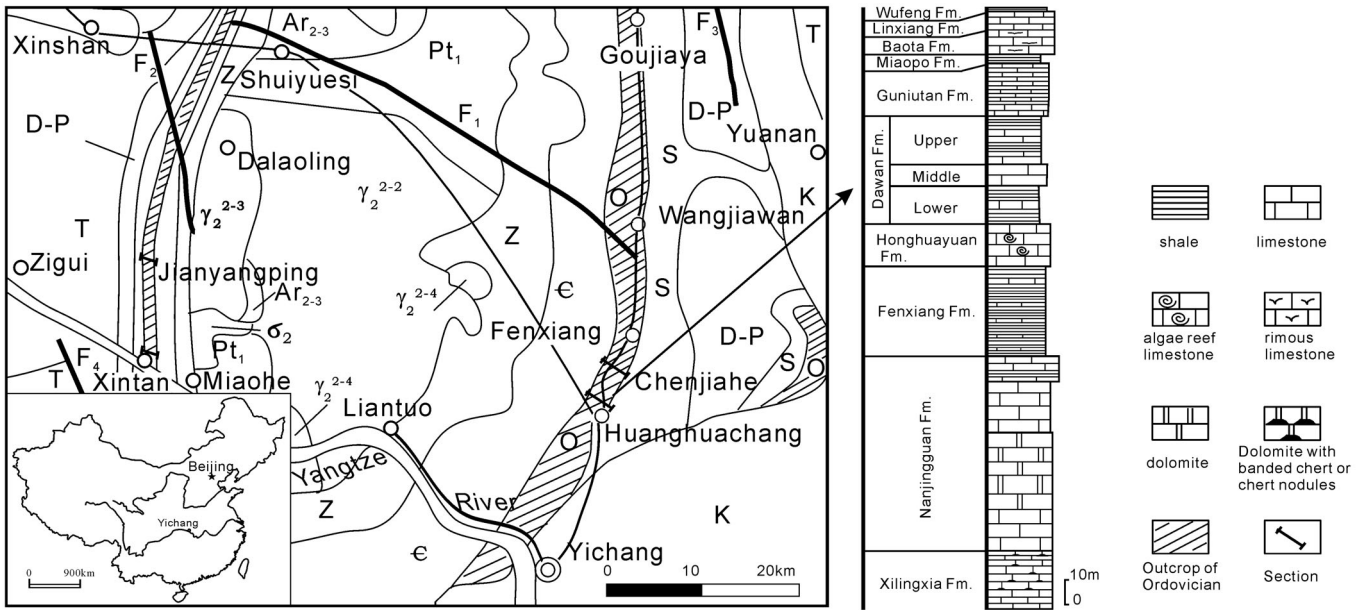 Xinshan
Ar2-3
Pt1
F2
Z
Shuiyuesi
Goujiaya
F3
T
D-P
F1
D-P
Yuanan
Dalaoling
S
γ2 2-2
K
O
Wangjiawan
γ2 2-3
T
Z
Zigui
Jianyangping
Ar2-3
S
Є
γ2 2-4
σ2
Fenxiang
D-P
Pt1
F4
S
T
Xintan
Miaohe
Chenjiahe
O
γ2 2-4
Liantuo
Huanghuachang
O
Yangtze
River
Z
K
Є
Yichang
0 10 20km
Beijing
Yichang
0 900km
Wufeng Fm.
Linxiang Fm.
Baota Fm.
Miaopo Fm.
Guniutan Fm.
Dawan Fm.
Upper
Middle
Lower
Honghuayuan
Fm.
Fenxiang Fm.
Nanjingguan Fm.
Xilingxia Fm.
10m
0
shale
limestone
algae reef
limestone
rimous
limestone
dolomite
Dolomite with
banded chert or
chert nodules
Outcrop of
Ordovician
Section